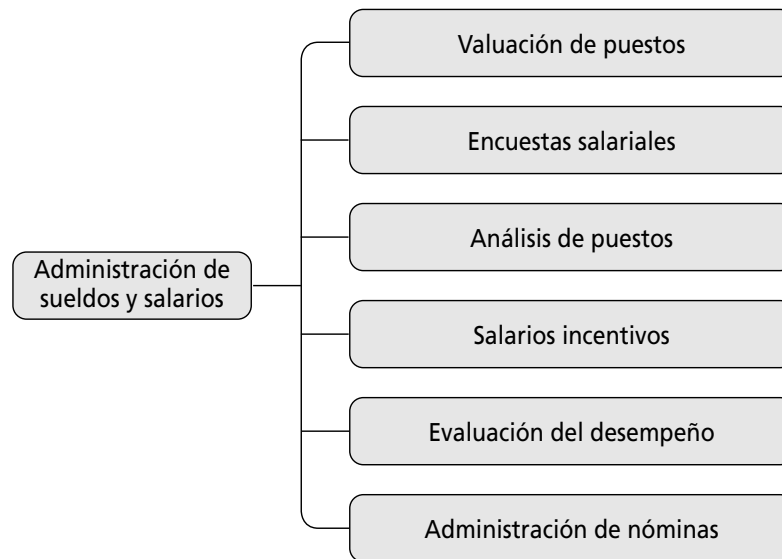 Valuación de puestos
Encuestas salariales
Análisis de puestos
Administración de
sueldos y salarios
Salarios incentivos
Evaluación del desempeño
Administración de nóminas